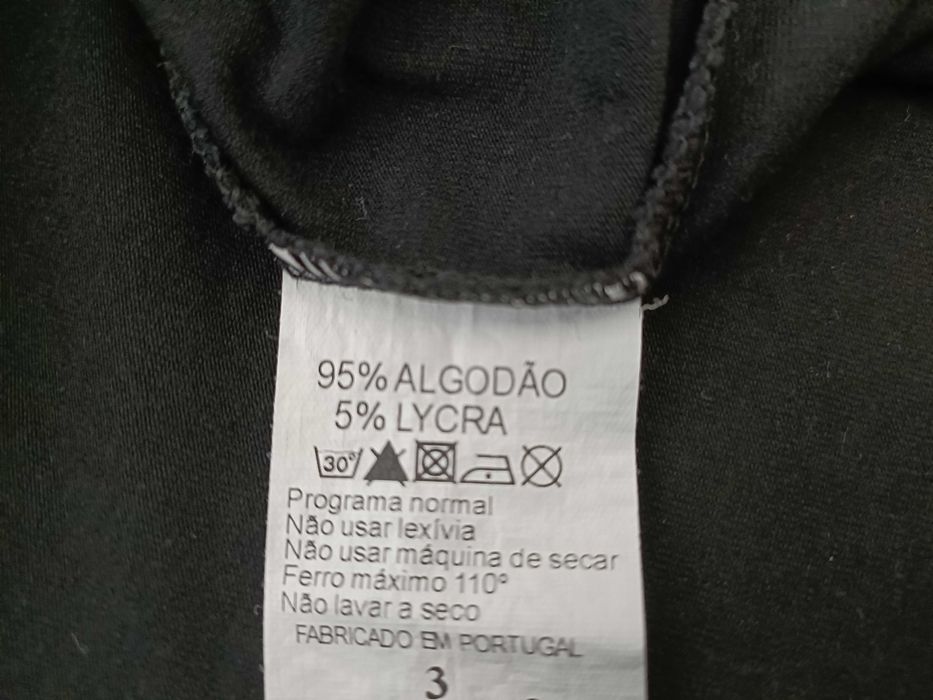 95% ALGODÃO
5% LYCRA
30°
Programa normal
Não usar lexívia
Não usar máquina de secar
Ferro máximo 110°
Não lavar a seco
FABRICADO EM PORTUGAL
3